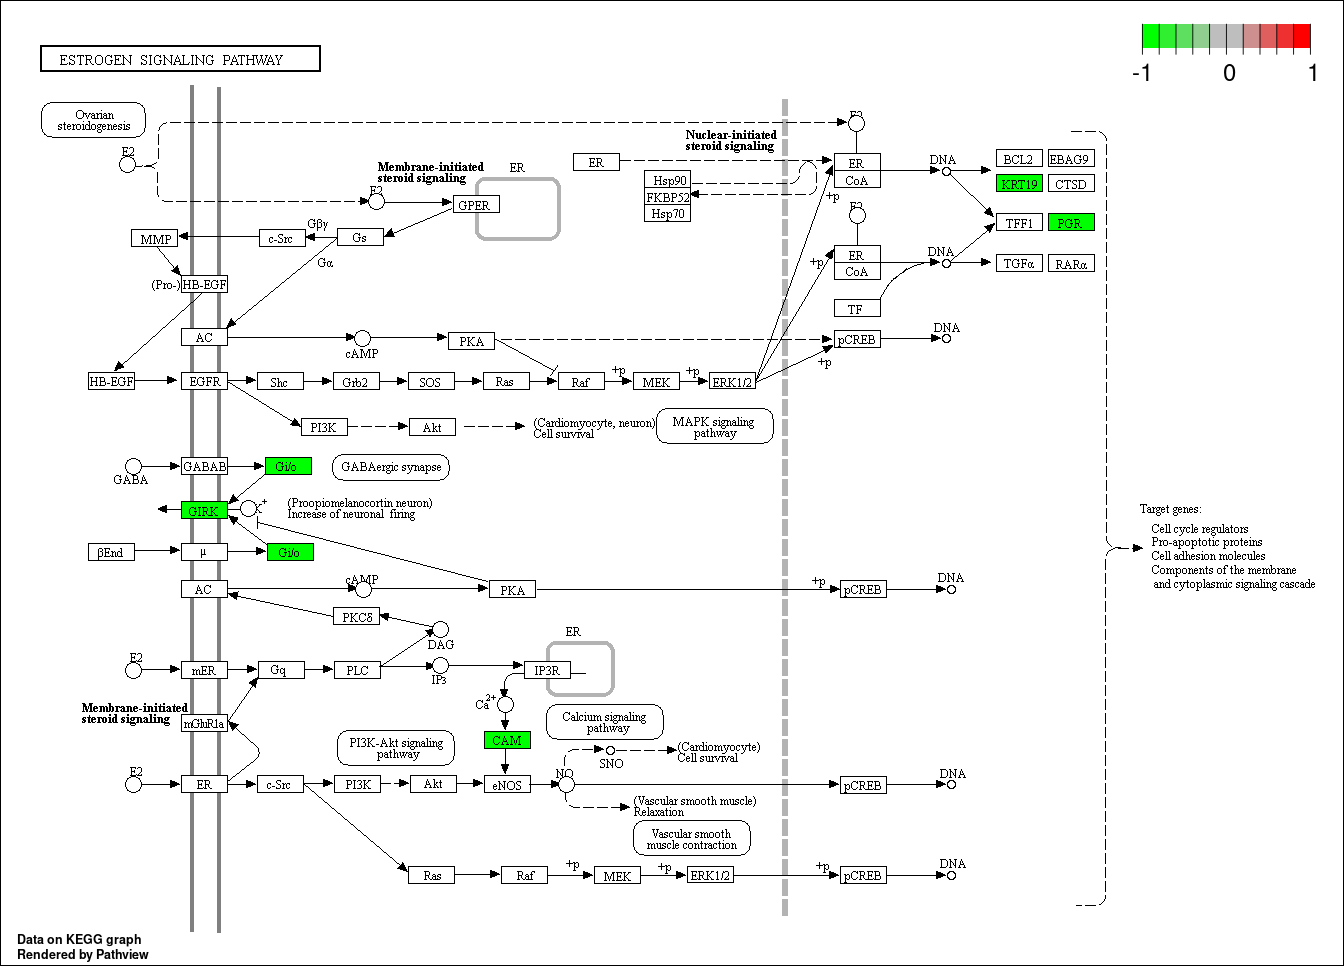 ESTROGEN SIGNALING PATHWAY
-1 0 1
Ovarian
steroidogenesis
E2
E2
Membrane-initiated
steroid signaling
E2
GPER
ER
ER
Nuclear-initiated
steroid signaling
Hsp90
FKBP52
Hsp70
ER
CoA
DNA
BCL2
EBAG9
KRT19
CTSD
+p
E2
TFF1
PGR
MMP
c-Src
Gβγ
Gs
Gα
(Pro-)
HB-EGF
+p
ER
CoA
DNA
TGFα
RARα
TF
AC
cAMP
PKA
pCREB
DNA
+p
HB-EGF
EGFR
Shc
Grb2
SOS
Ras
Raf
+p
MEK
+p
ERK1/2
PI3K
Akt
(Cardiomyocyte, neuron)
Cell survival
MAPK signaling
pathway
GABA
GABAB
Gi/o
GABAergic synapse
GIRK
K+
(Proopiomelanocortin neuron)
Increase of neuronal firing
βEnd
μ
Gi/o
Target genes:
Cell cycle regulators
Pro-apoptotic proteins
Cell adhesion molecules
Components of the membrane
and cytoplasmic signaling cascade
AC
cAMP
PKA
+p
pCREB
DNA
PKCδ
DAG
ER
E2
mER
Gq
PLC
IP3
IP3R
Ca2+
Membrane-initiated
steroid signaling
mGluR1a
PI3K-Akt signaling
pathway
CAM
Calcium signaling
pathway
SNO
(Cardiomyocyte)
Cell survival
E2
ER
c-Src
PI3K
Akt
eNOS
NO
pCREB
DNA
(Vascular smooth muscle)
Relaxation
Vascular smooth
muscle contraction
Ras
Raf
+p
MEK
+p
ERK1/2
+p
pCREB
DNA
Data on KEGG graph
Rendered by Pathview